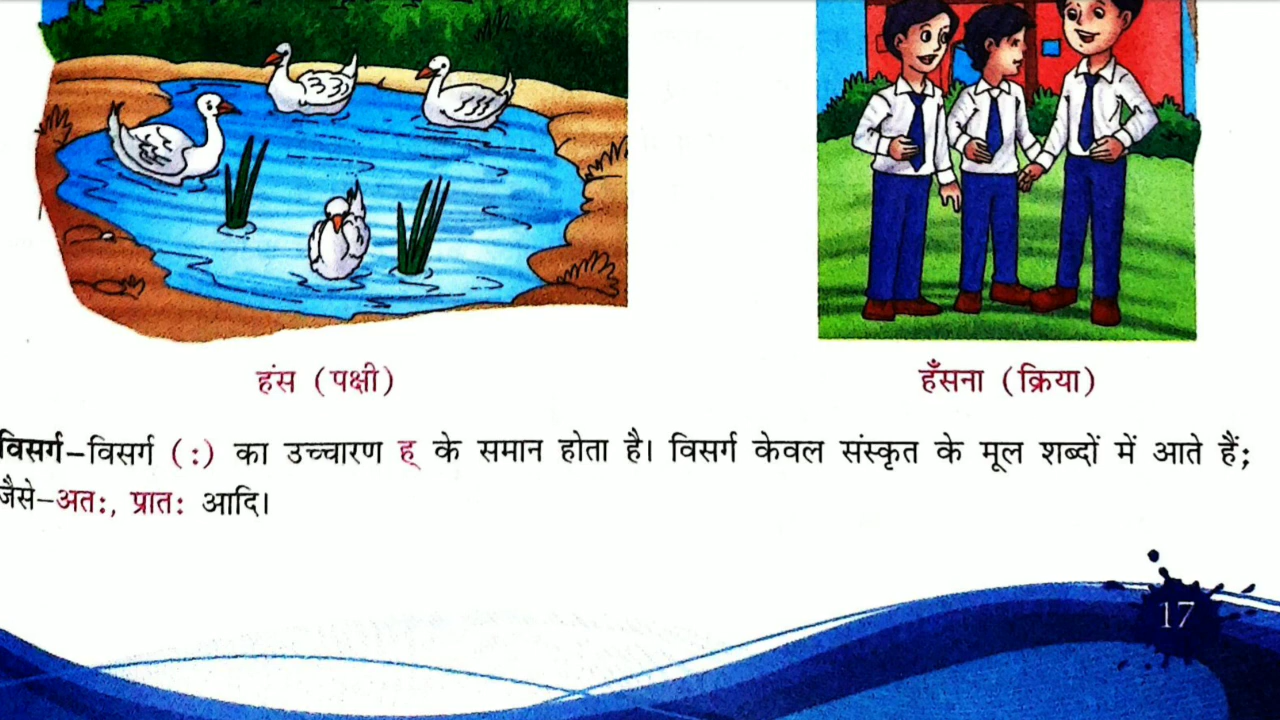 हंस (पक्षी)
हँसना (क्रिया)
विसर्ग–विसर्ग (:) का उच्चारण ह् के समान होता है। विसर्ग केवल संस्कृत के मूल शब्दों में आते हैं;
जैसे–अतः, प्रातः आदि।
17